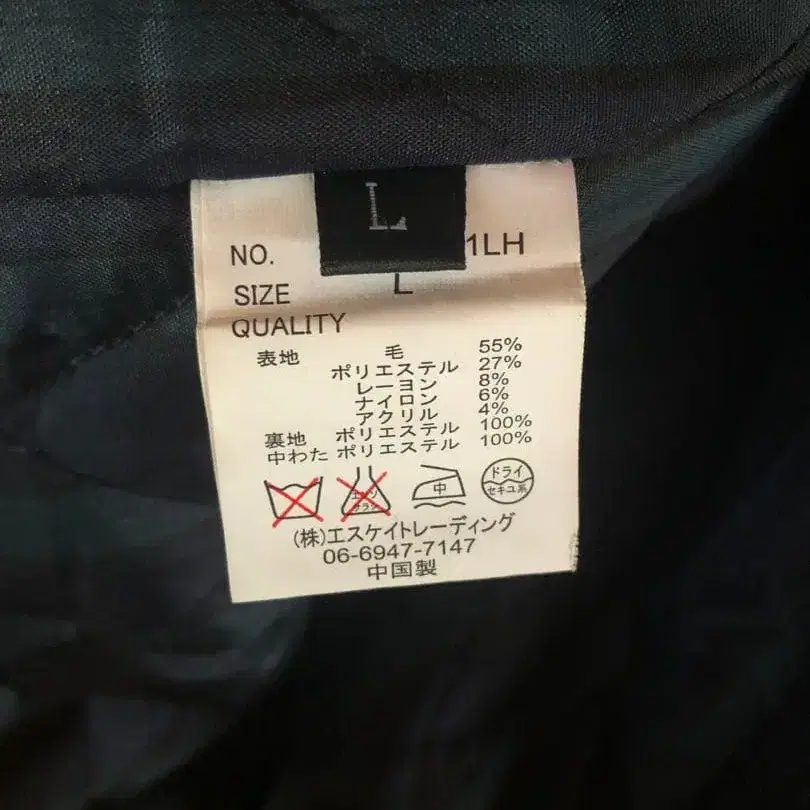 L
NO. 1LH
SIZE L
QUALITY
表地 毛 55%
ポリエステル 27%
レーヨン 8%
ナイロン 6%
アクリル 4%
裏地 ポリエステル 100%
中わた ポリエステル 100%
中 ドライ
セキユ系
(株)エスケイトレーディング
06-6947-7147
中国製